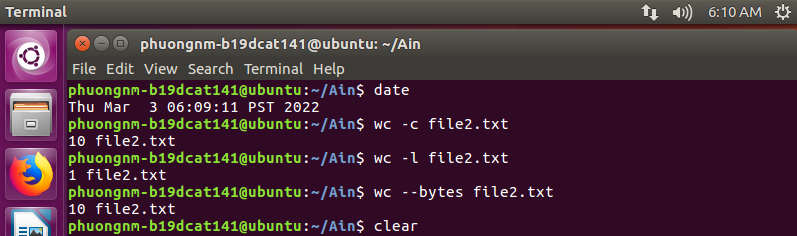 Terminal 6:10 AM
phuongnm-b19dcat141@ubuntu: ~/Ain
File Edit View Search Terminal Help
phuongnm-b19dcat141@ubuntu:~/Ain$ date
Thu Mar  3 06:09:11 PST 2022
phuongnm-b19dcat141@ubuntu:~/Ain$ wc -c file2.txt
10 file2.txt
phuongnm-b19dcat141@ubuntu:~/Ain$ wc -l file2.txt
1 file2.txt
phuongnm-b19dcat141@ubuntu:~/Ain$ wc --bytes file2.txt
10 file2.txt
phuongnm-b19dcat141@ubuntu:~/Ain$ clear